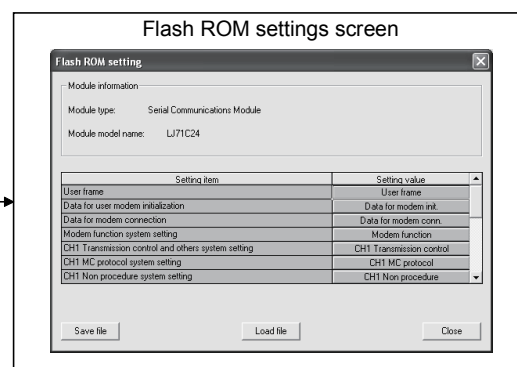 Flash ROM settings screen
Flash ROM setting
Module information
Module type: Serial Communications Module
Module model name: LJ71C24
Setting item Setting value
User frame User frame
Data for user modem initialization Data for modem init.
Data for modem connection Data for modem conn.
Modem function system setting Modem function
CH1 Transmission control and others system setting CH1 Transmission control
CH1 MC protocol system setting CH1 MC protocol
CH1 Non procedure system setting CH1 Non procedure
Save file Load file Close